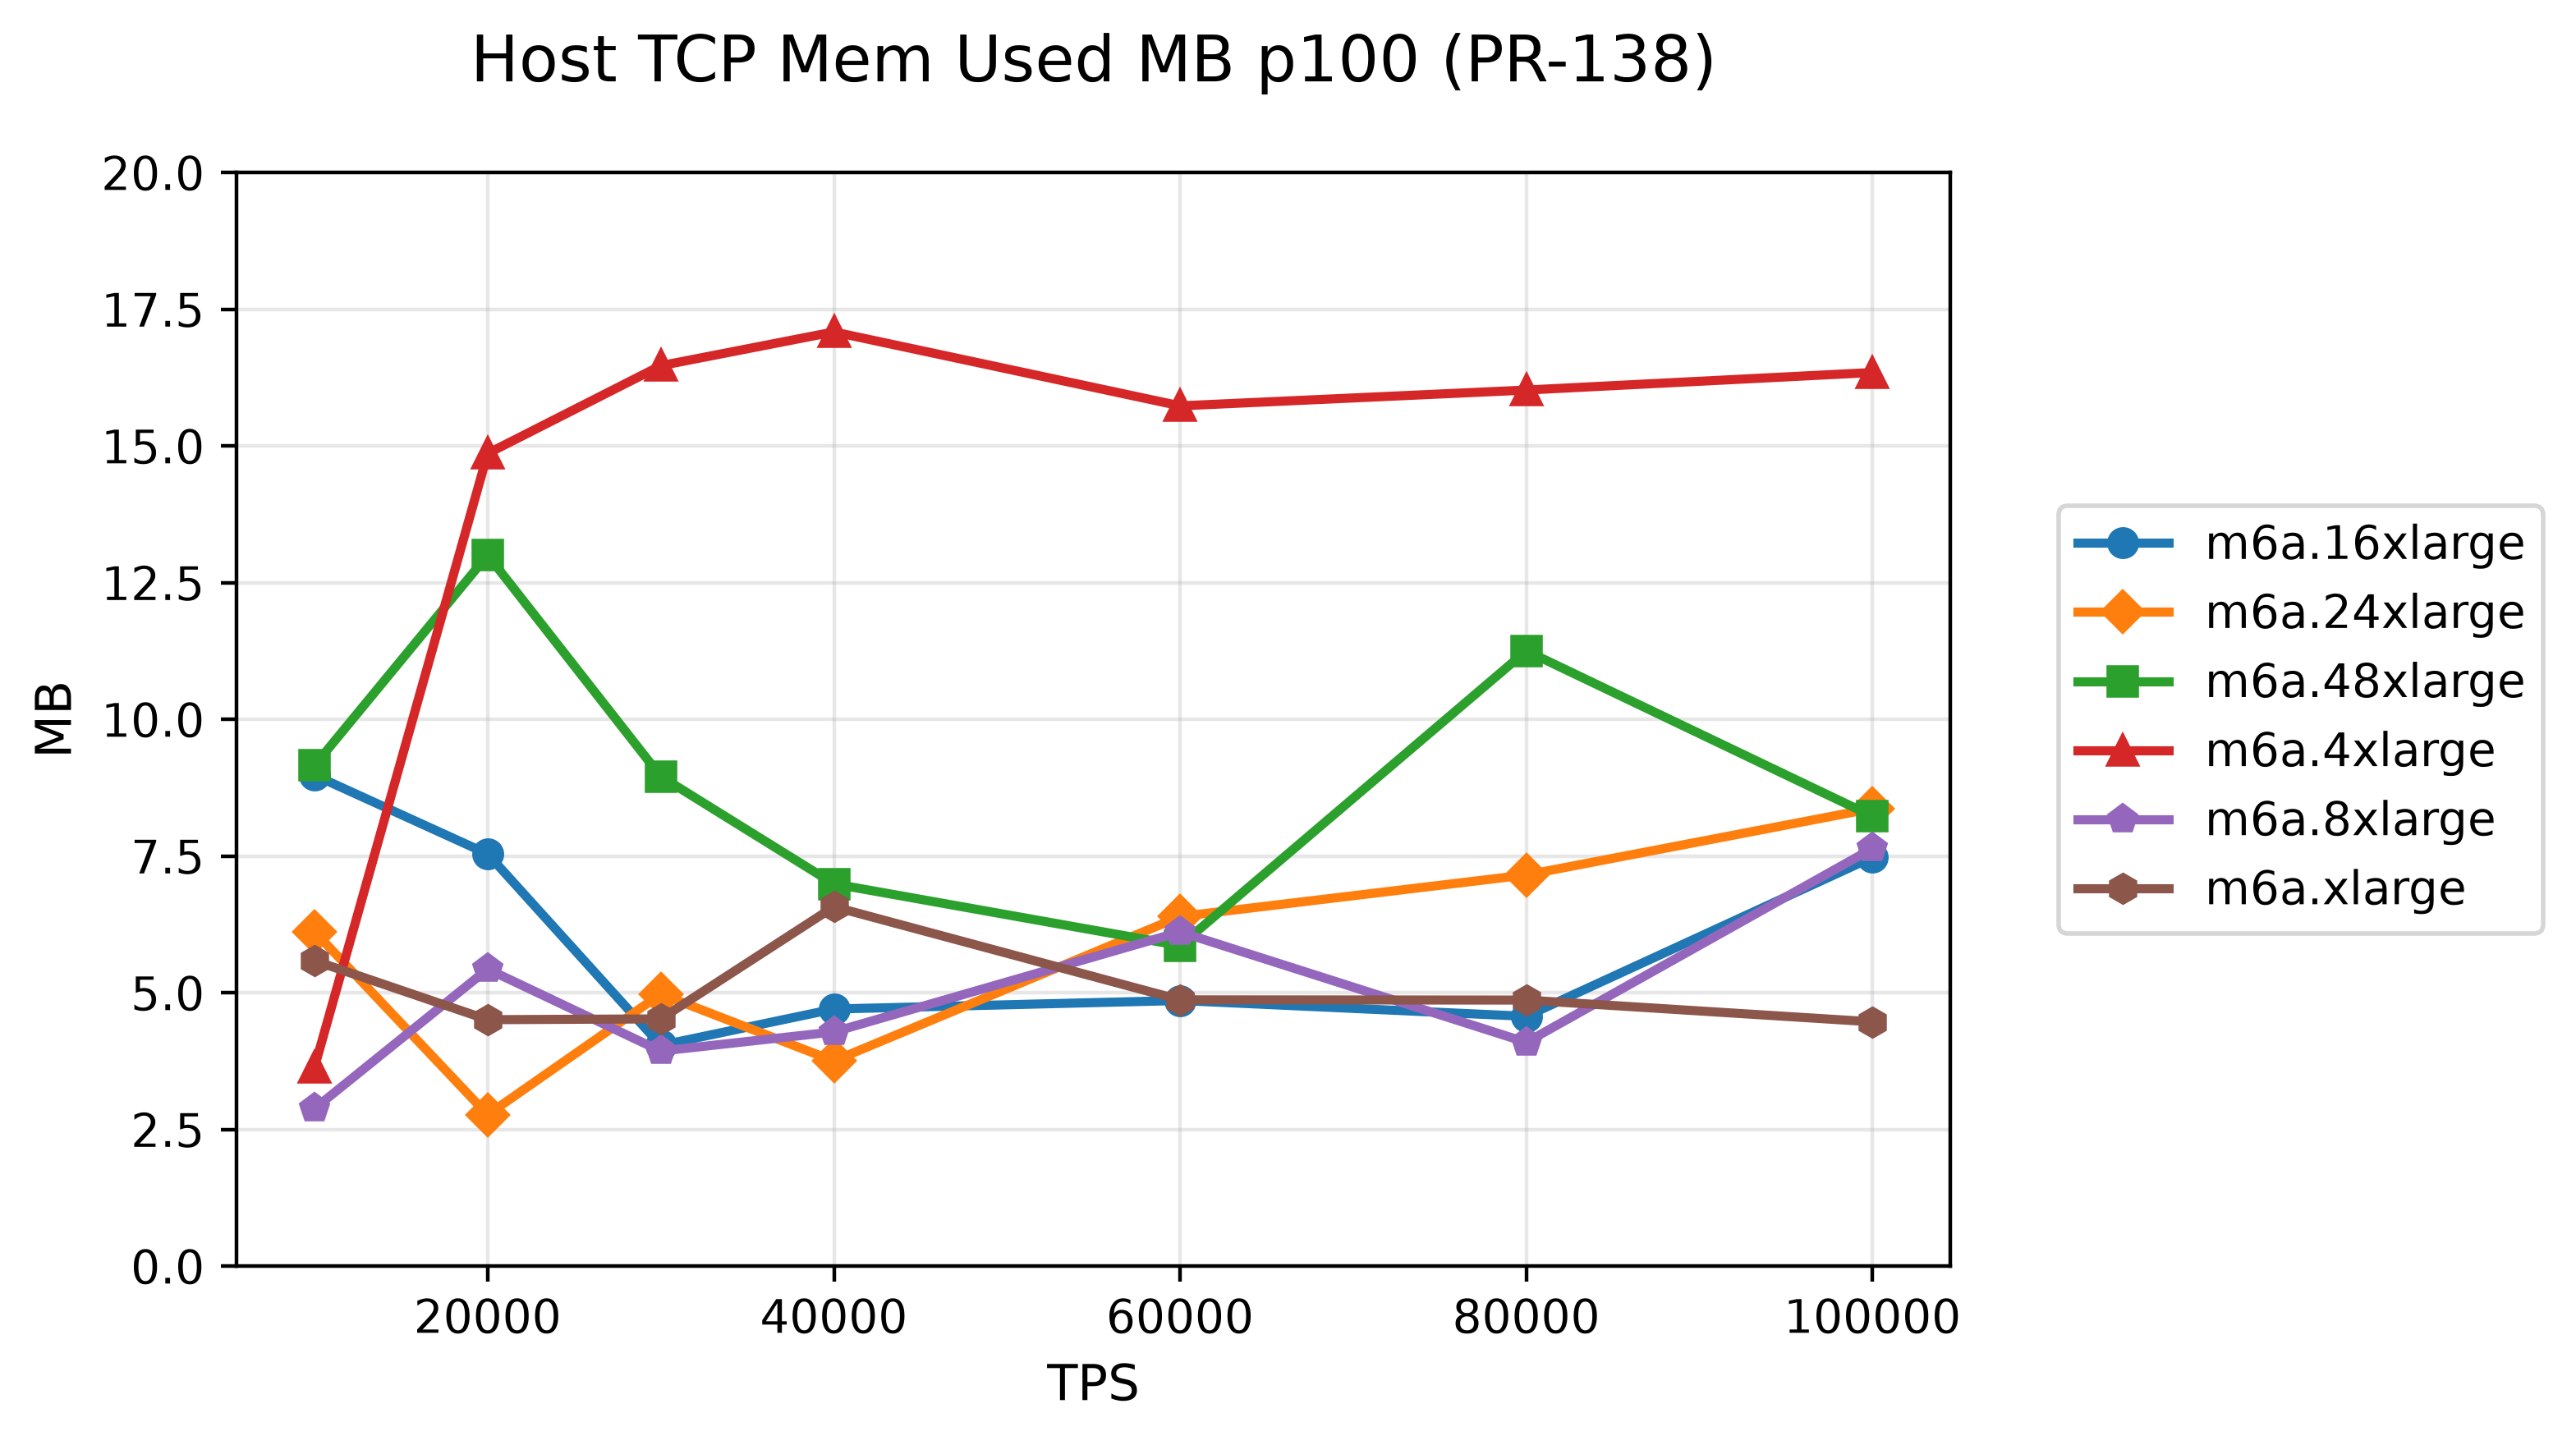 Host TCP Mem Used MB p100 (PR-138)
20.0
17.5
15.0
12.5
10.0
7.5
5.0
2.5
0.0
MB
20000 40000 60000 80000 100000
TPS
m6a.16xlarge
m6a.24xlarge
m6a.48xlarge
m6a.4xlarge
m6a.8xlarge
m6a.xlarge